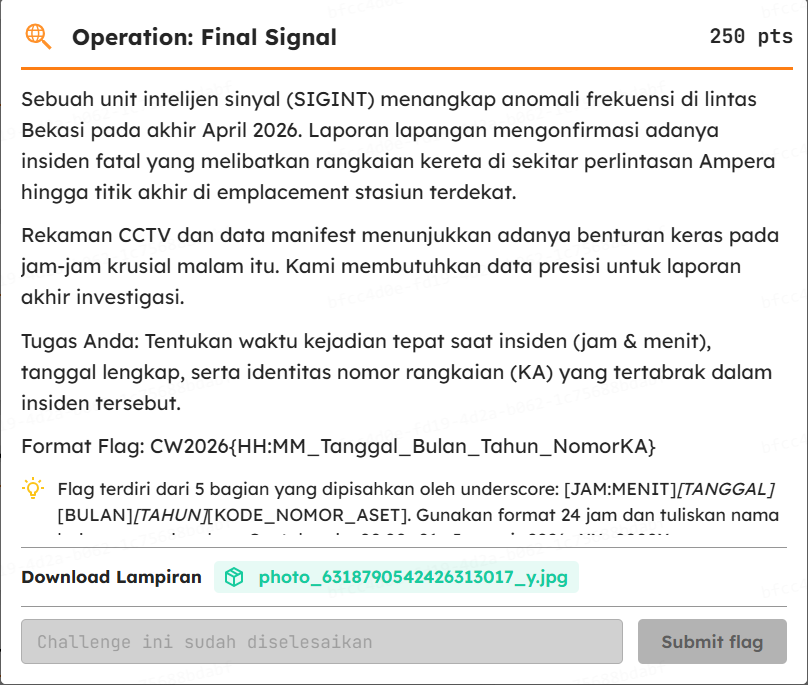 Operation: Final Signal
250 pts
Sebuah unit intelijen sinyal (SIGINT) menangkap anomali frekuensi di lintas
Bekasi pada akhir April 2026. Laporan lapangan mengonfirmasi adanya
insiden fatal yang melibatkan rangkaian kereta di sekitar perlintasan Ampera
hingga titik akhir di emplacement stasiun terdekat.
Rekaman CCTV dan data manifest menunjukkan adanya benturan keras pada
jam-jam krusial malam itu. Kami membutuhkan data presisi untuk laporan
akhir investigasi.
Tugas Anda: Tentukan waktu kejadian tepat saat insiden (jam & menit),
tanggal lengkap, serta identitas nomor rangkaian (KA) yang tertabrak dalam
insiden tersebut.
Format Flag: CW2026{HH:MM_Tanggal_Bulan_Tahun_NomorKA}
Flag terdiri dari 5 bagian yang dipisahkan oleh underscore: [JAM:MENIT][TANGGAL]
[BULAN][TAHUN][KODE_NOMOR_ASET]. Gunakan format 24 jam dan tuliskan nama
Download Lampiran
photo_6318790542426313017_y.jpg
Challenge ini sudah diselesaikan
Submit flag